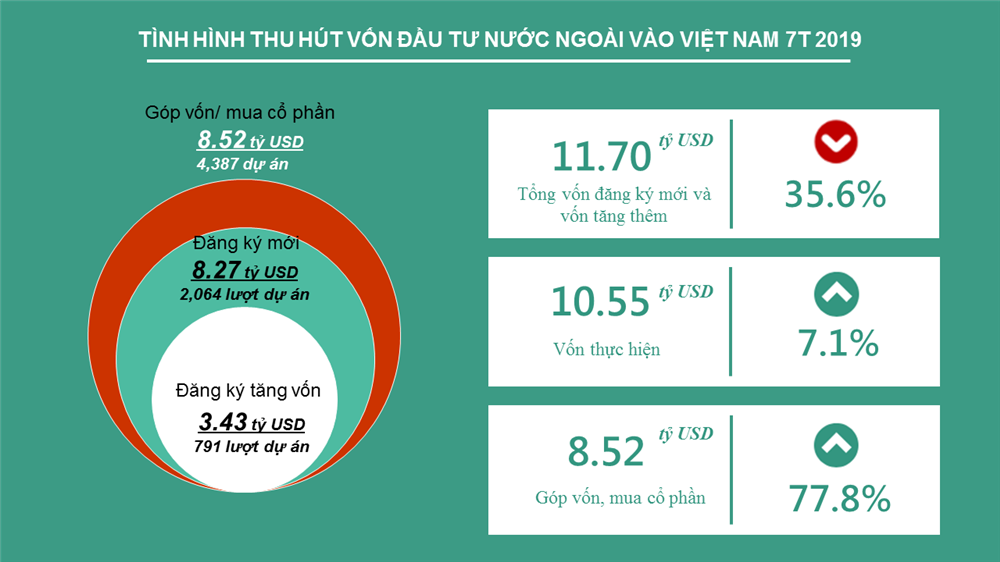 TÌNH HÌNH THU HÚT VỐN ĐẦU TƯ NƯỚC NGOÀI VÀO VIỆT NAM 7T 2019
Góp vốn/ mua cổ phần
8.52 tỷ USD
4,387 dự án
Đăng ký mới
8.27 tỷ USD
2,064 lượt dự án
Đăng ký tăng vốn
3.43 tỷ USD
791 lượt dự án
11.70 tỷ USD
Tổng vốn đăng ký mới và
vốn tăng thêm
35.6%
10.55 tỷ USD
Vốn thực hiện
7.1%
8.52 tỷ USD
Góp vốn, mua cổ phần
77.8%